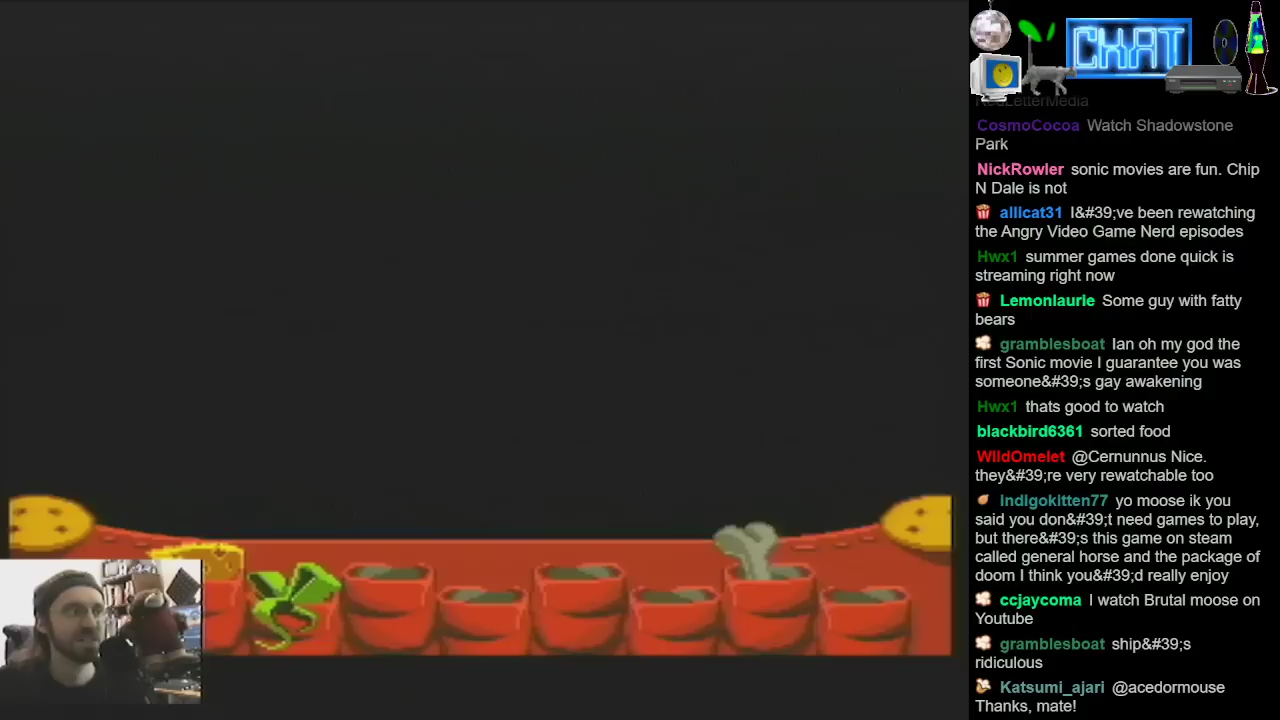 CHAT
RedLetterMedia
CosmoCocoa Watch Shadowstone
Park
NickRowler sonic movies are fun. Chip
N Dale is not
alllcat31 I&#39;ve been rewatching
the Angry Video Game Nerd episodes
Hwx1 summer games done quick is
streaming right now
Lemonlaurie Some guy with fatty
bears
gramblesboat Ian oh my god the
first Sonic movie I guarantee you was
someone&#39;s gay awakening
Hwx1 thats good to watch
blackbird6361 sorted food
WildOmelet @Cernunnus Nice.
they&#39;re very rewatchable too
indigokitten77 yo moose ik you
said you don&#39;t need games to play,
but there&#39;s this game on steam
called general horse and the package of
doom I think you&#39;d really enjoy
ccjaycoma I watch Brutal moose on
Youtube
gramblesboat ship&#39;s
ridiculous
Katsumi_ajari @acedormouse
Thanks, mate!